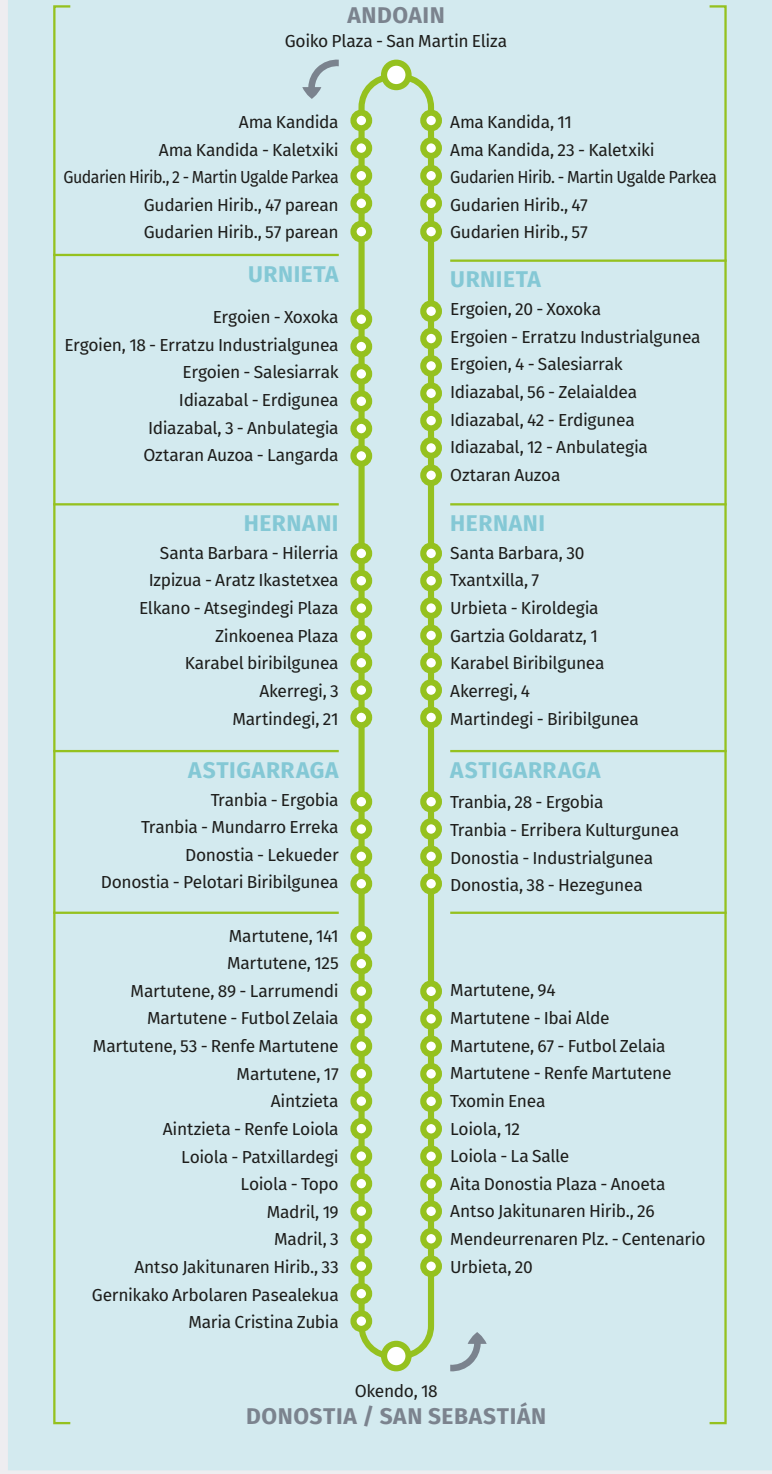 ANDOAIN
Goiko Plaza - San Martin Eliza
Ama Kandida
Ama Kandida - Kaletxiki
Gudarien Hirib., 2 - Martin Ugalde Parkea
Gudarien Hirib., 47 parean
Gudarien Hirib., 57 parean
URNIETA
Ergoien - Xoxoka
Ergoien, 18 - Erratzu Industrialgunea
Ergoien - Salesiarrak
Idiazabal - Erdigunea
Idiazabal, 3 - Anbulategia
Oztaran Auzoa - Langarda
HERNANI
Santa Barbara - Hilerria
Izpizua - Aratz Ikastetxea
Elkano - Atsegindegi Plaza
Zinkoenea Plaza
Karabel biribilgunea
Akerregi, 3
Martindegi, 21
ASTIGARRAGA
Tranbia - Ergobia
Tranbia - Mundarro Erreka
Donostia - Lekueder
Donostia - Pelotari Biribilgunea
Martutene, 141
Martutene, 125
Martutene, 89 - Larrumendi
Martutene - Futbol Zelaia
Martutene, 53 - Renfe Martutene
Martutene, 17
Aintzieta
Aintzieta - Renfe Loiola
Loiola - Patxillardegi
Loiola - Topo
Madril, 19
Madril, 3
Antso Jakitunaren Hirib., 33
Gernikako Arbolaren Pasealekua
Maria Cristina Zubia
Ama Kandida, 11
Ama Kandida, 23 - Kaletxiki
Gudarien Hirib. - Martin Ugalde Parkea
Gudarien Hirib., 47
Gudarien Hirib., 57
URNIETA
Ergoien, 20 - Xoxoka
Ergoien - Erratzu Industrialgunea
Ergoien, 4 - Salesiarrak
Idiazabal, 56 - Zelaialdea
Idiazabal, 42 - Erdigunea
Idiazabal, 12 - Anbulategia
Oztaran Auzoa
HERNANI
Santa Barbara, 30
Txantxilla, 7
Urbieta - Kiroldegia
Gartzia Goldaratz, 1
Karabel Biribilgunea
Akerregi, 4
Martindegi - Biribilgunea
ASTIGARRAGA
Tranbia, 28 - Ergobia
Tranbia - Erribera Kulturgunea
Donostia - Industrialgunea
Donostia, 38 - Hezegunea
Martutene, 94
Martutene - Ibai Alde
Martutene, 67 - Futbol Zelaia
Martutene - Renfe Martutene
Txomin Enea
Loiola, 12
Loiola - La Salle
Aita Donostia Plaza - Anoeta
Antso Jakitunaren Hirib., 26
Mendeurrenaren Plz. - Centenario
Urbieta, 20
Okendo, 18
DONOSTIA / SAN SEBASTIÁN